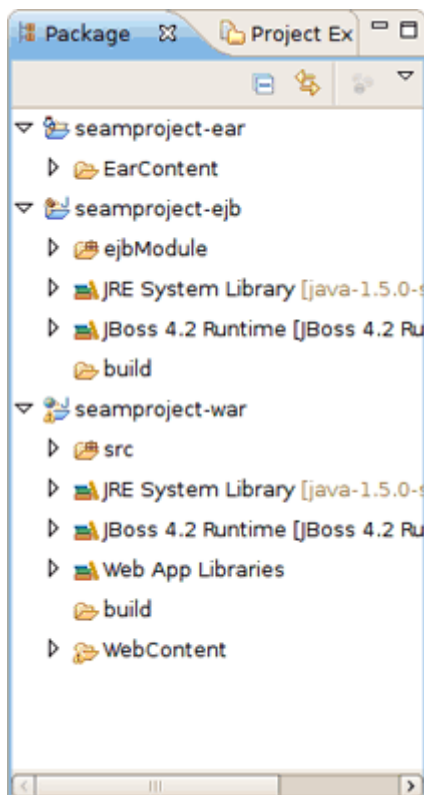 Package Project Ex
seamproject-ear
EarContent
seamproject-ejb
ejbModule
JRE System Library [java-1.5.0-s
JBoss 4.2 Runtime [JBoss 4.2 Ru
build
seamproject-war
src
JRE System Library [java-1.5.0-s
JBoss 4.2 Runtime [JBoss 4.2 Ru
Web App Libraries
build
WebContent